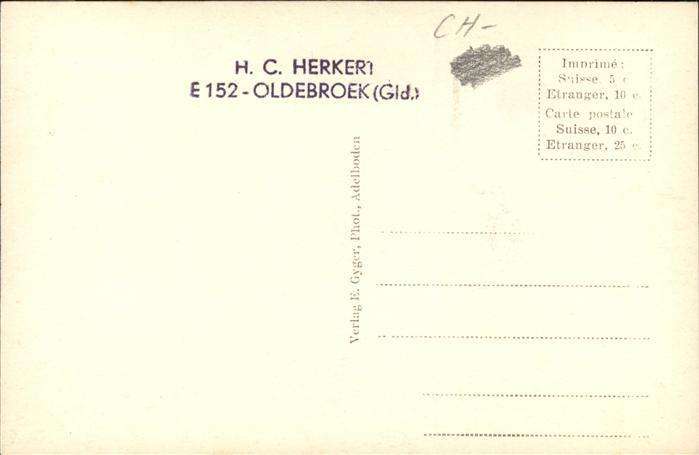 CH-
H. C. HERKERT
E 152 - OLDEBROEK (Gld.)
Imprimé:
Suisse 5 c.
Etranger, 10 c.
Carte postale
Suisse, 10 c.
Etranger, 25 c.
Verlag E. Gyger, Phot., Adelboden